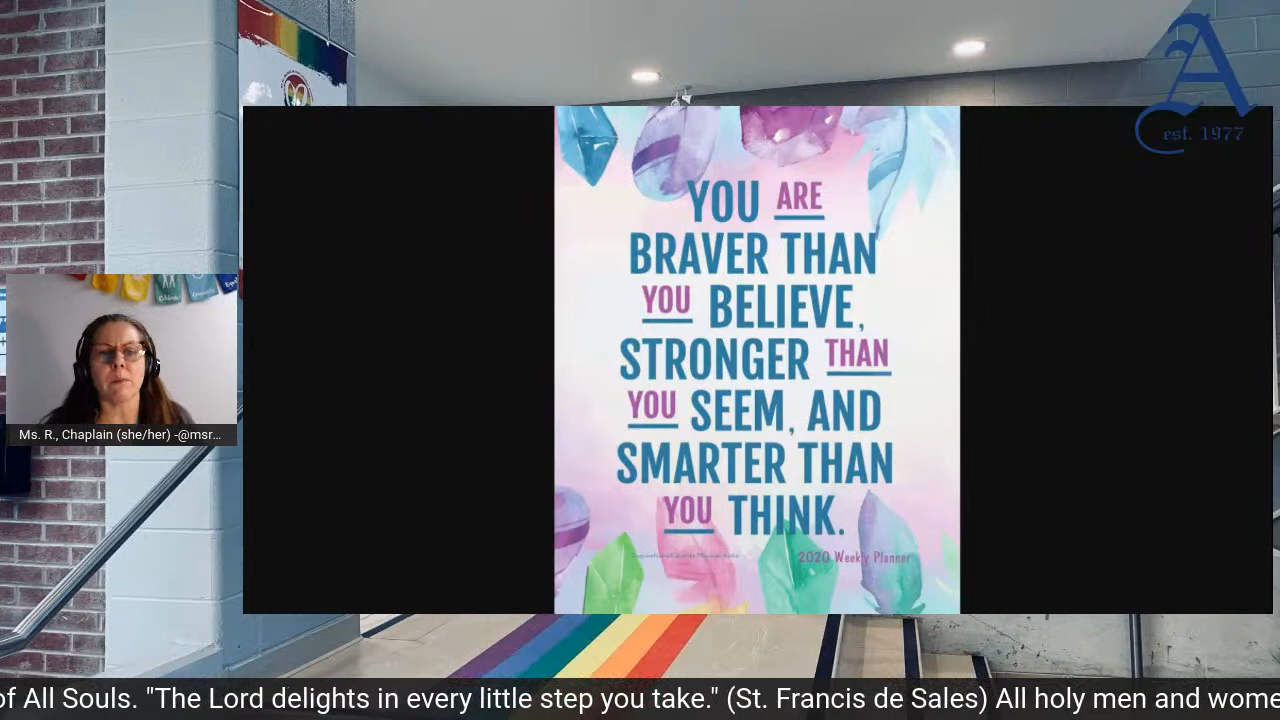 A
est. 1977
YOU ARE
BRAVER THAN
YOU BELIEVE,
STRONGER THAN
YOU SEEM, AND
SMARTER THAN
YOU THINK.
2020 Weekly Planner
Ms. R., Chaplain (she/her) -@msr...
of All Souls. "The Lord delights in every little step you take." (St. Francis de Sales) All holy men and wome